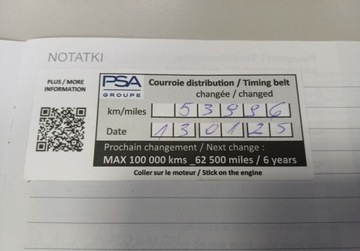 NOTATKI
PLUS / MORE
INFORMATION
PSA
GROUPE
Courroie distribution / Timing belt
changée / changed
km/miles 53996
Date 130125
Prochain changement / Next change :
MAX 100 000 kms _62 500 miles / 6 years
Coller sur le moteur / Stick on the engine